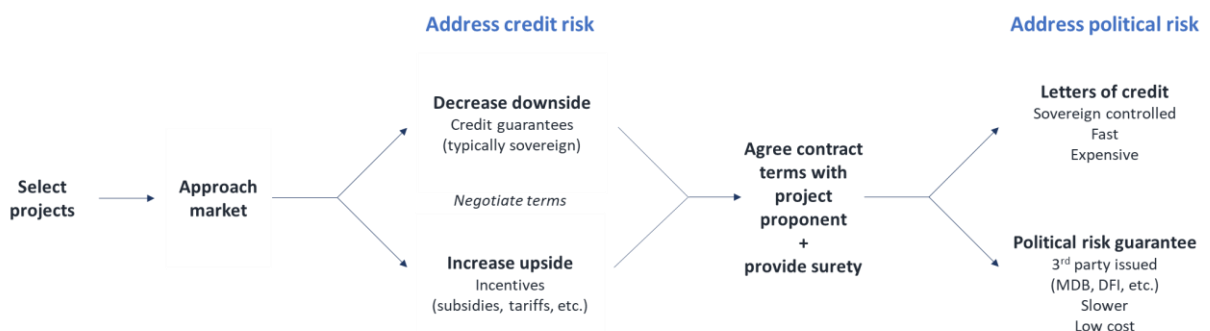 Address credit risk
Address political risk
Select
projects
Approach
market
Decrease downside
Credit guarantees
(typically sovereign)
Negotiate terms
Increase upside
Incentives
(subsidies, tariffs, etc.)
Agree contract
terms with
project
proponent
+
provide surety
Letters of credit
Sovereign controlled
Fast
Expensive
Political risk guarantee
3rd party issued
(MDB, DFI, etc.)
Slower
Low cost